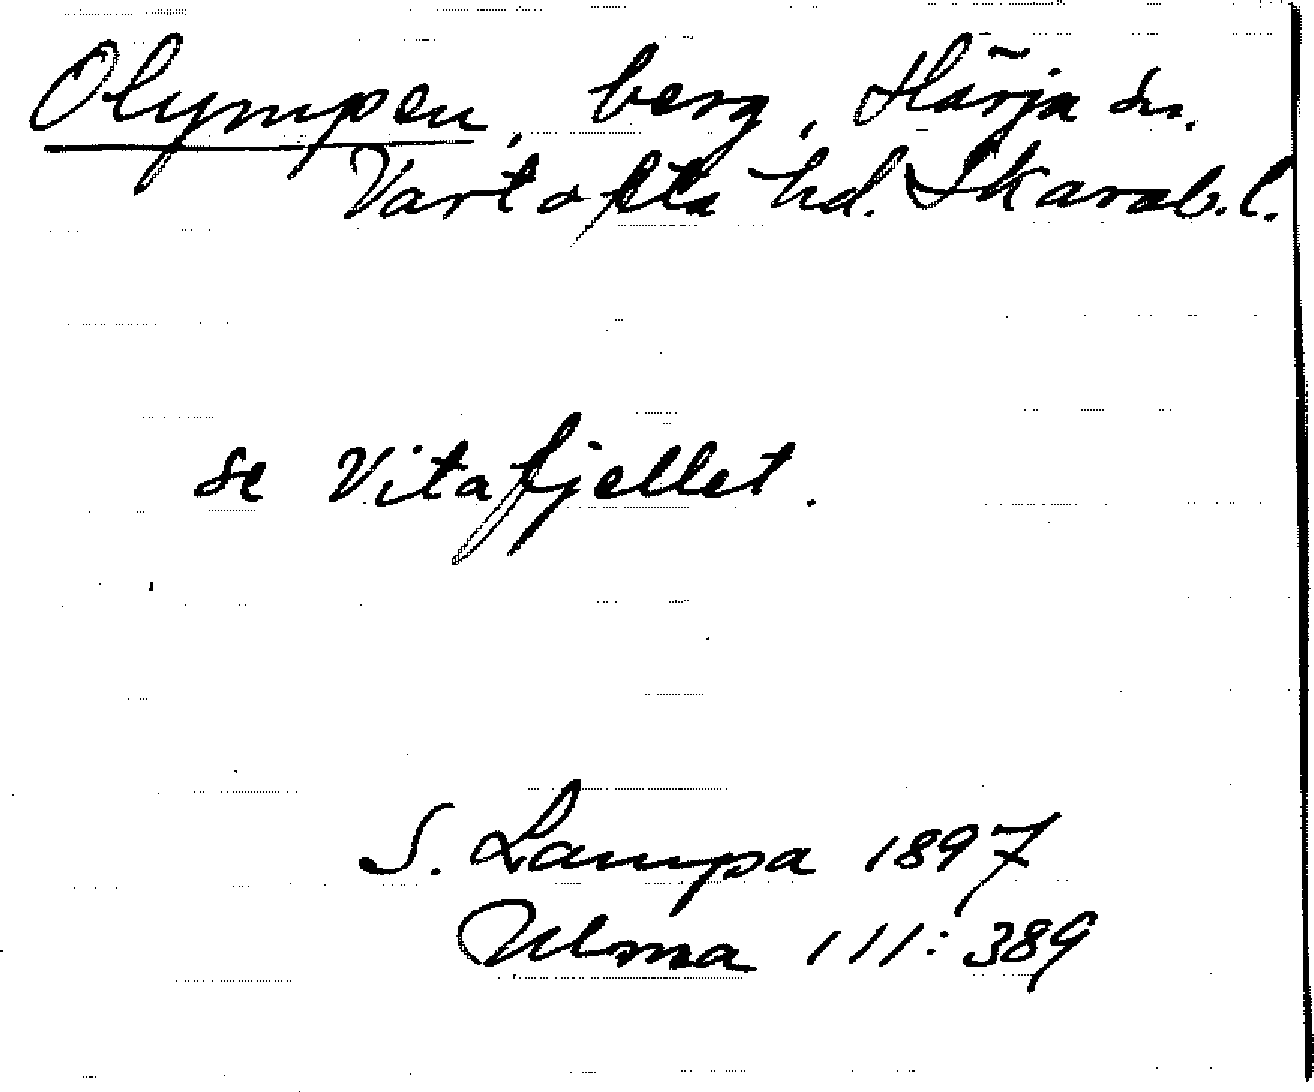 Olympen, berg, Härja sn.
Vartofta hd. Skarab. l.
se Vitafjellet.
S. Lampa 1897
Ulma 111:389